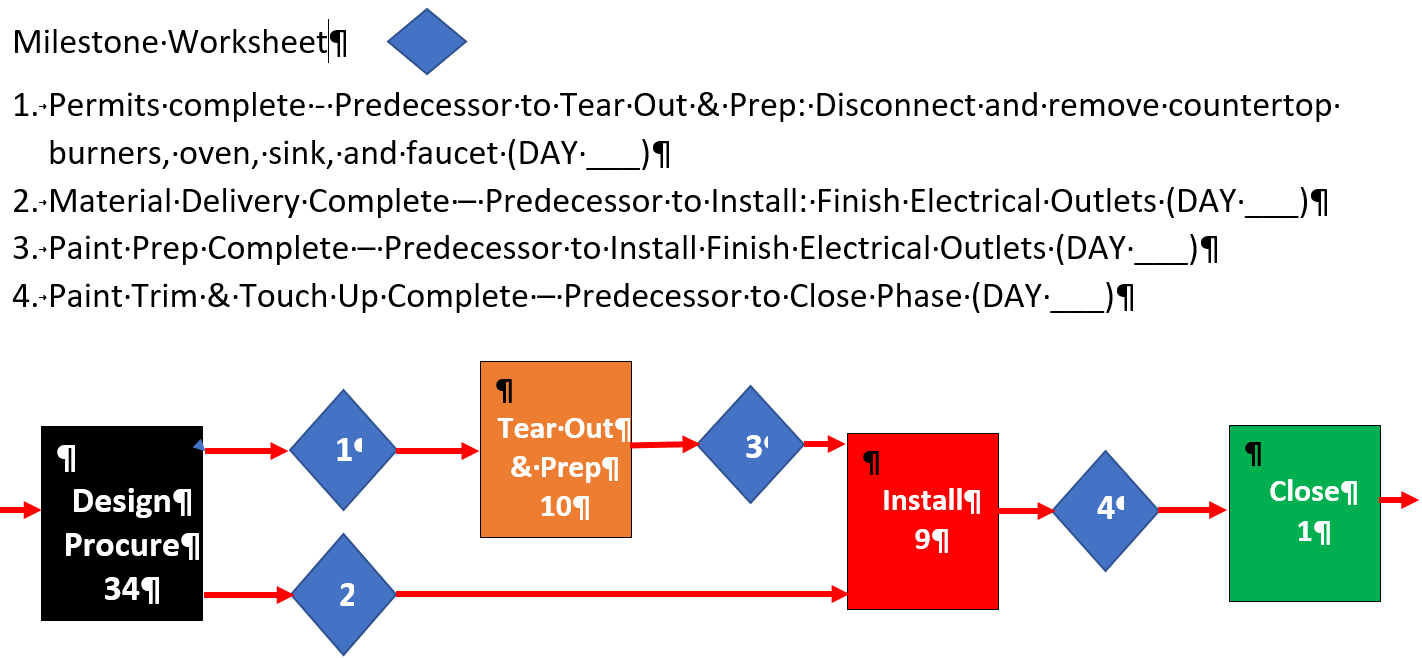 Milestone Worksheet¶
1. Permits complete - Predecessor to Tear Out & Prep: Disconnect and remove countertop
burners, oven, sink, and faucet (DAY ___)¶
2. Material Delivery Complete – Predecessor to Install: Finish Electrical Outlets (DAY ___)¶
3. Paint Prep Complete – Predecessor to Install Finish Electrical Outlets (DAY ___)¶
4. Paint Trim & Touch Up Complete – Predecessor to Close Phase (DAY ___)¶
¶
Design¶
Procure¶
34¶
1¶
2
¶
Tear Out¶
& Prep¶
10¶
3¶
¶
Install¶
9¶
4¶
¶
Close¶
1¶